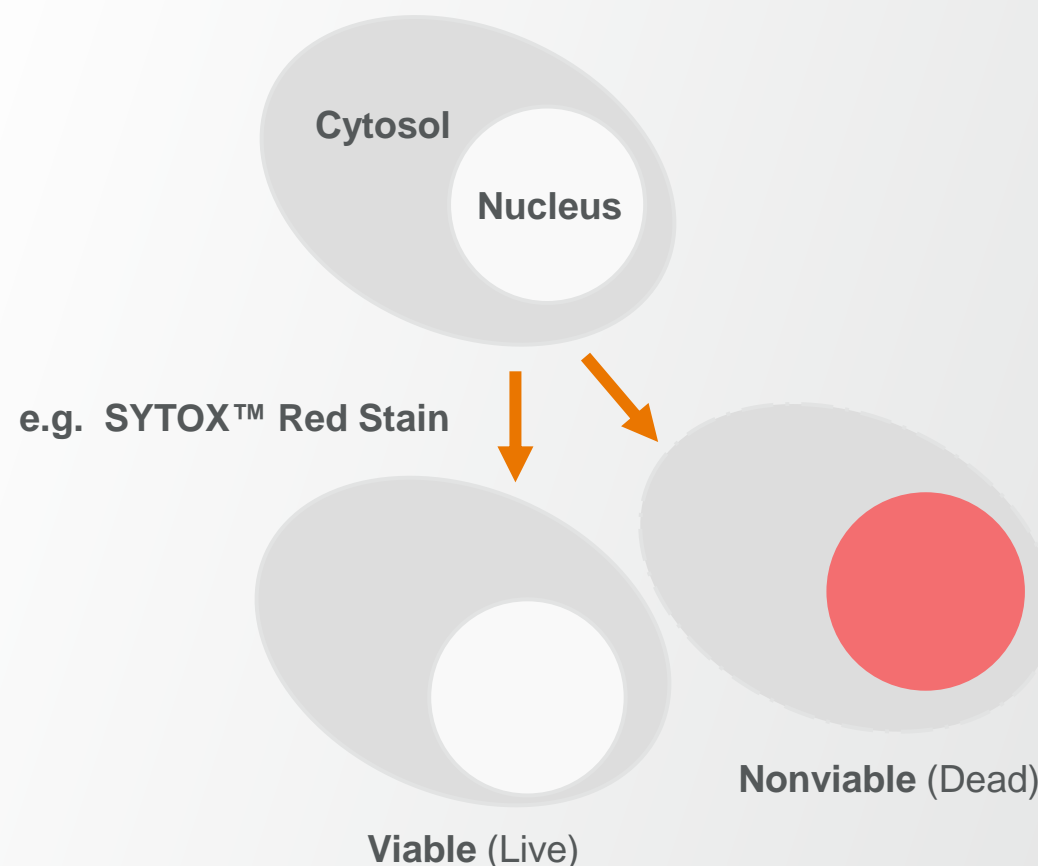 Cytosol
Nucleus
e.g. SYTOX™ Red Stain
Nonviable (Dead)
Viable (Live)